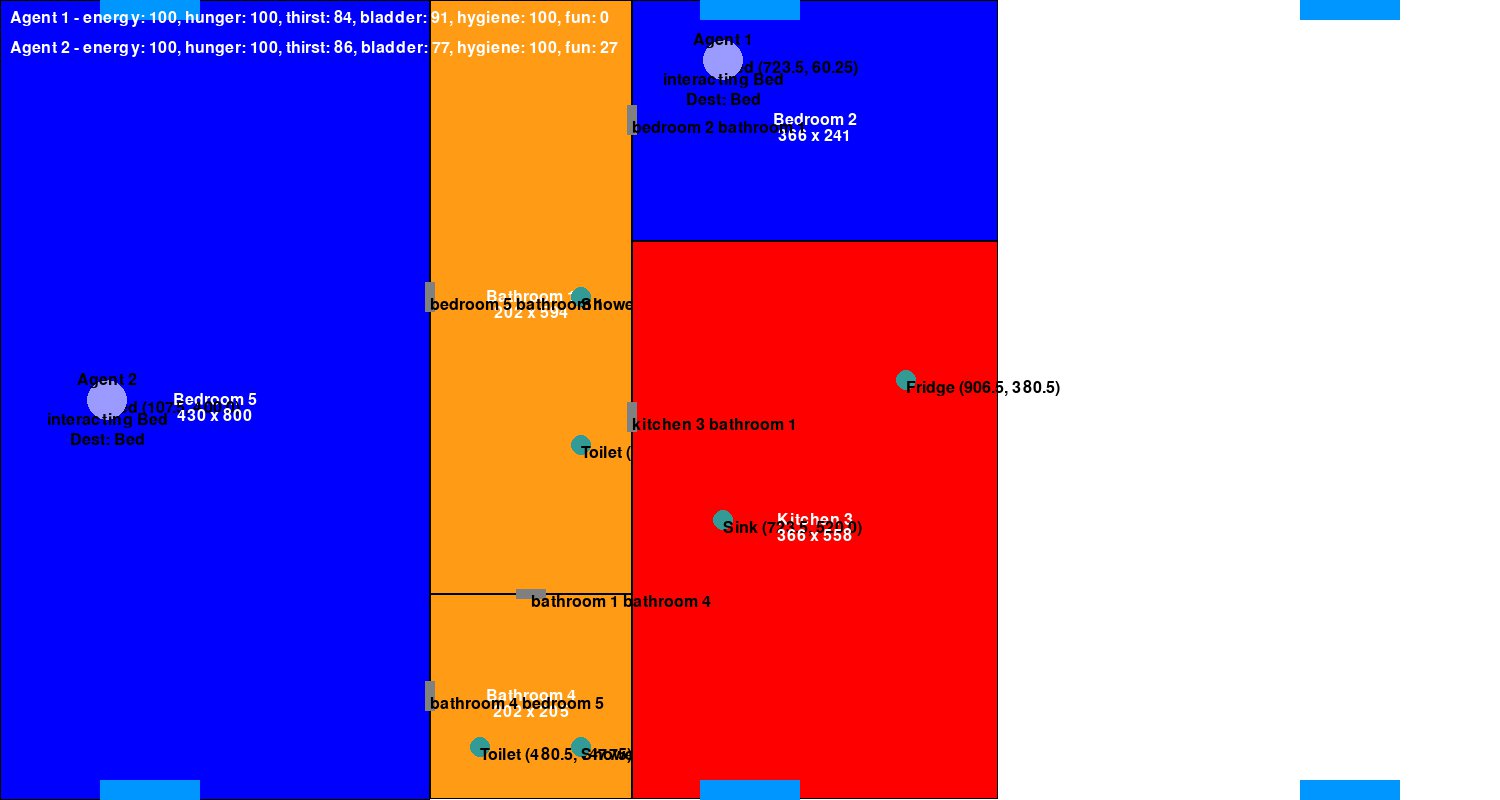 Agent 1 - energy: 100, hunger: 100, thirst: 84, bladder: 91, hygiene: 100, fun: 0
Agent 2 - energy: 100, hunger: 100, thirst: 86, bladder: 77, hygiene: 100, fun: 27
Agent 1
(723.5, 60.25)
interacting Bed
Dest: Bed
Bedroom 2
366 x 241
bedroom 2 bathroom
Bathroom 1
202 x 594
bedroom 5 bathroom 1
Agent 2
interacting Bed
Dest: Bed
Bedroom 5
430 x 800
Fridge (906.5, 380.5)
kitchen 3 bathroom 1
Toilet (
Kitchen 3
366 x 558
Sink
bathroom 1 bathroom 4
Bathroom 4
202 x 205
bathroom 4 bedroom 5
Toilet (480.5,